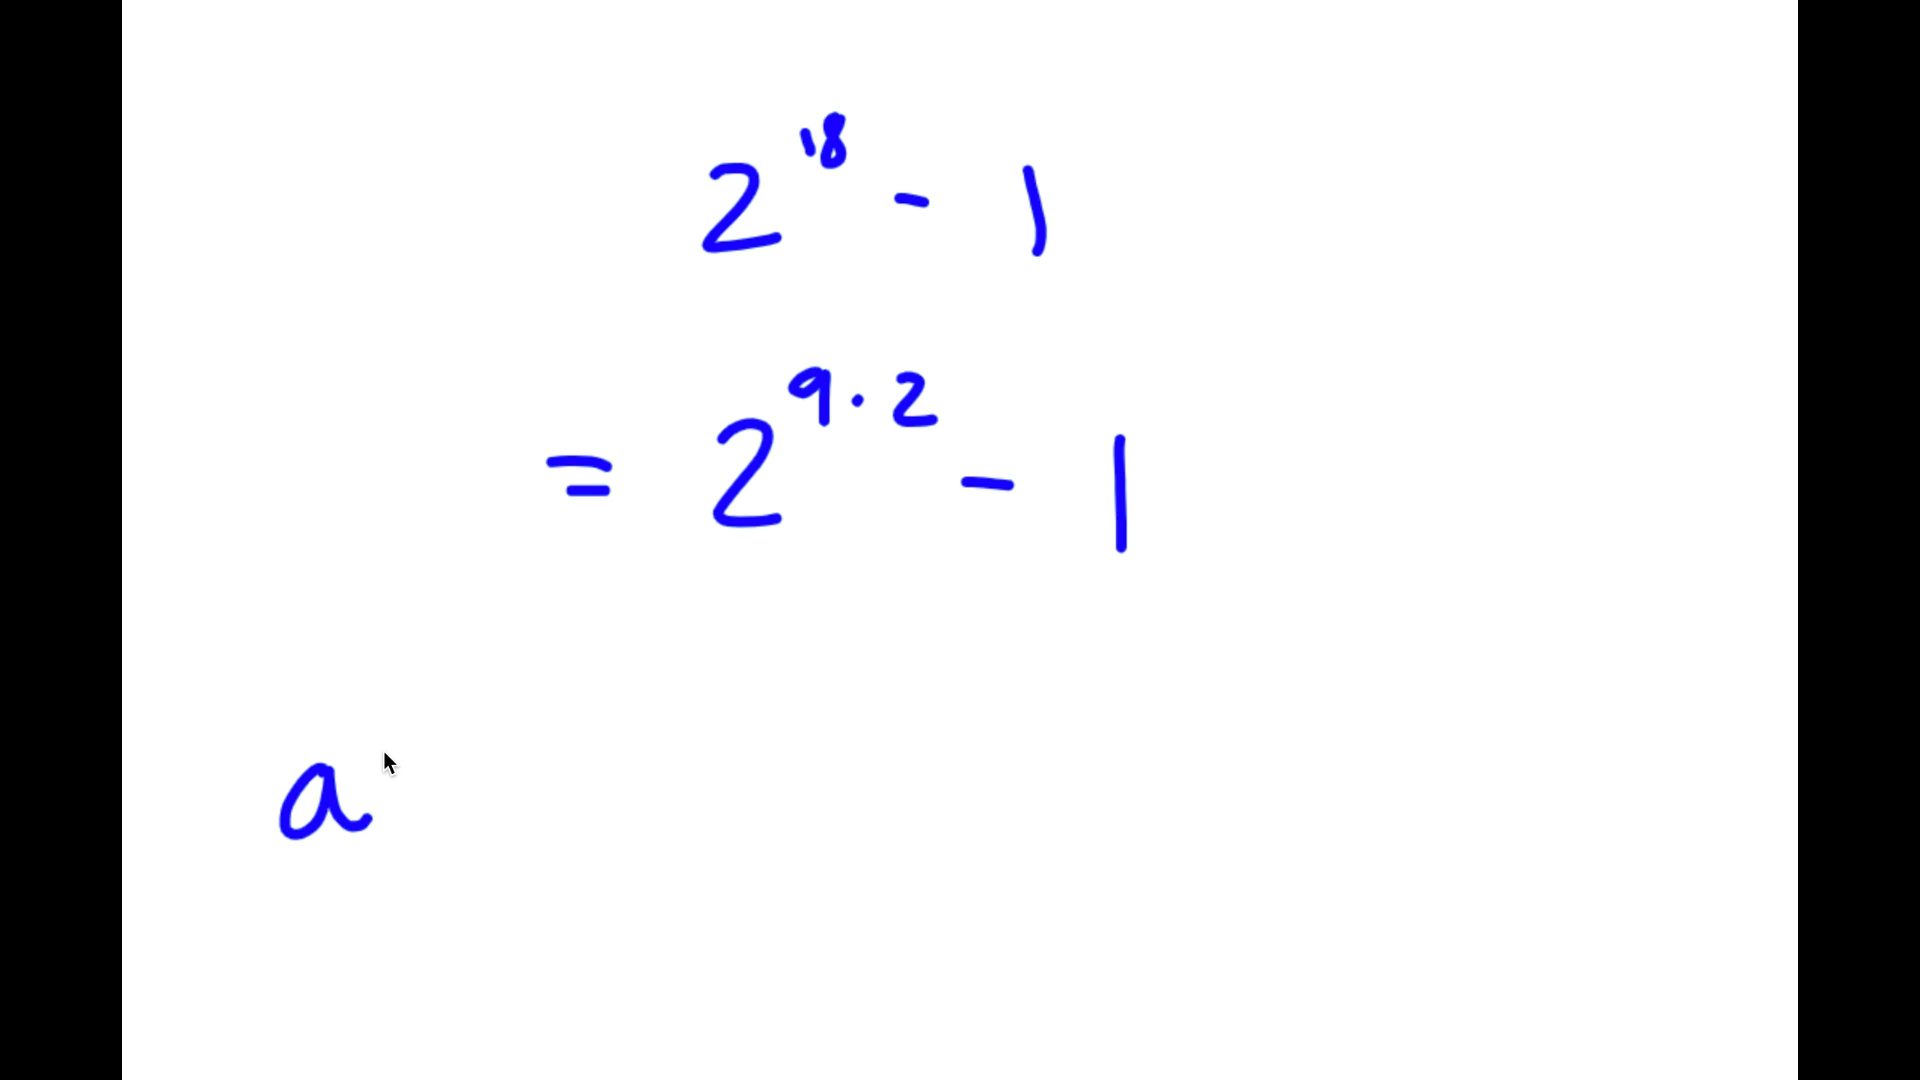 2^18 - 1
= 2^9·2 - 1
a